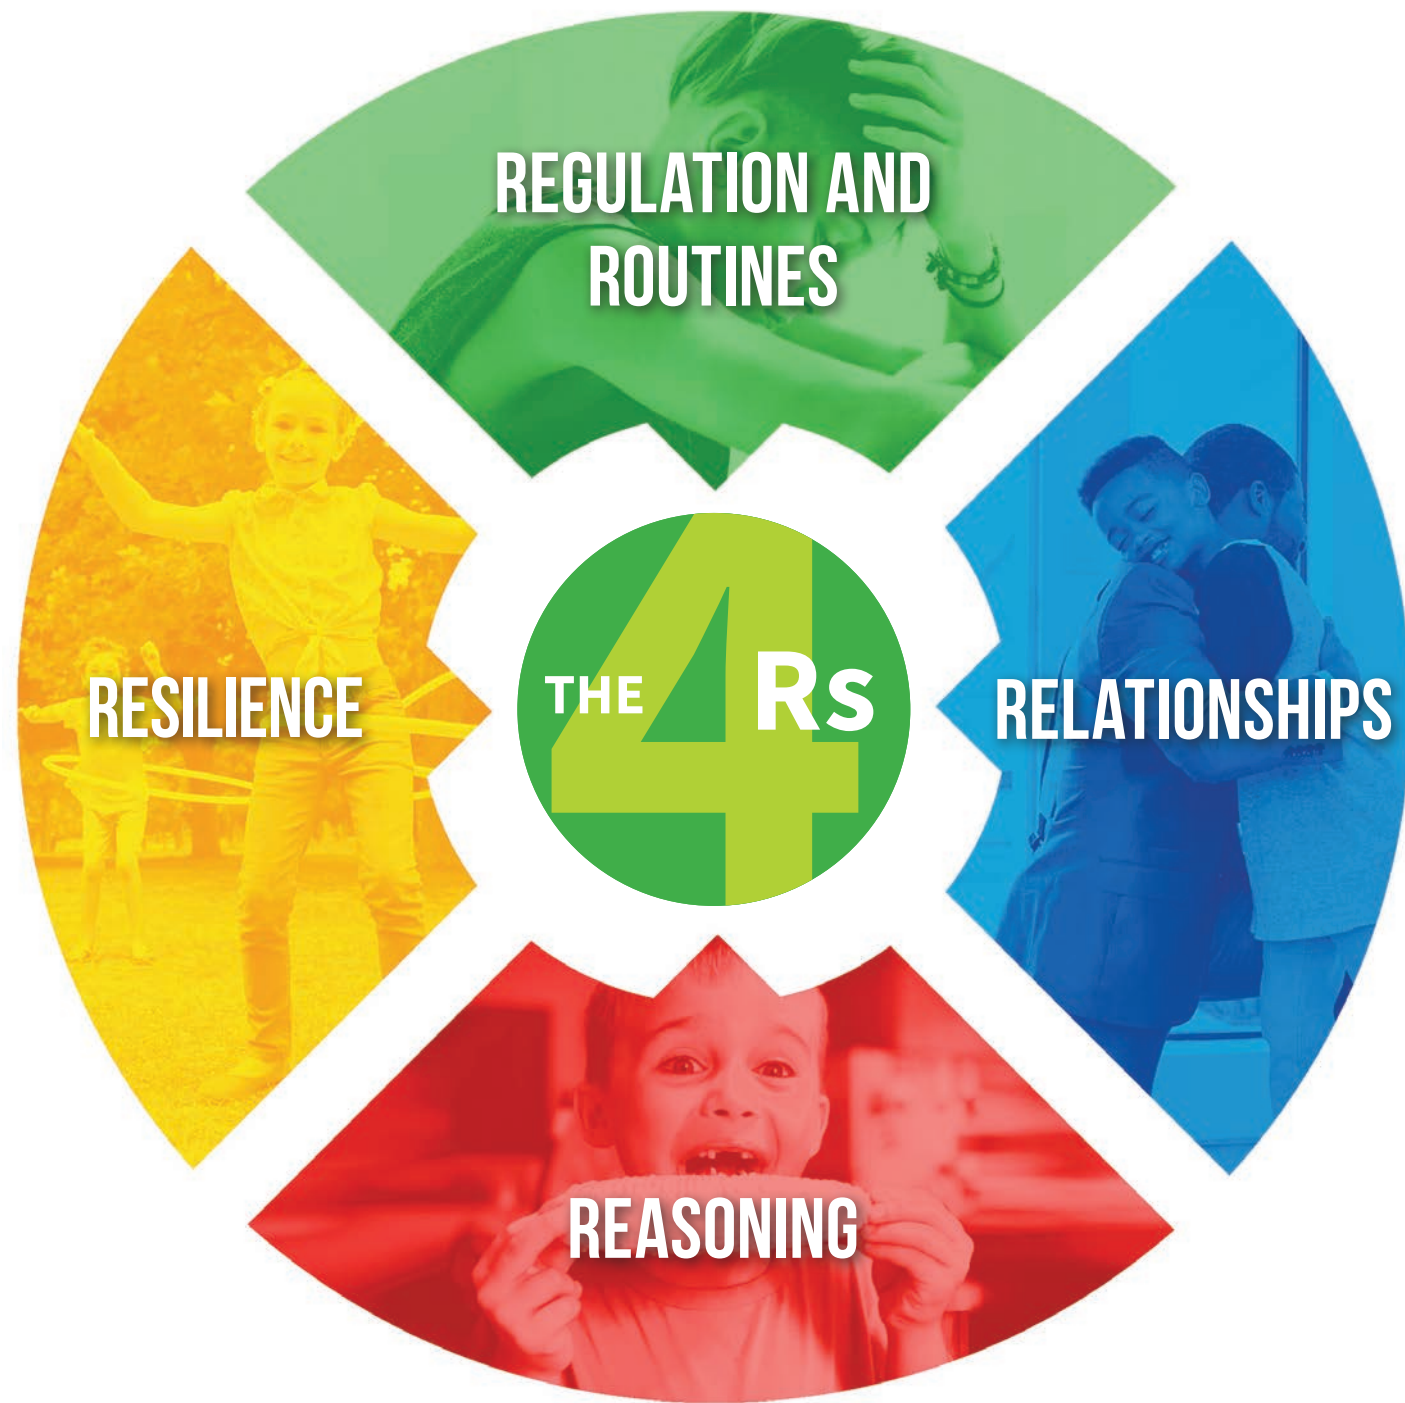 REGULATION AND
ROUTINES
RESILIENCE
THE 4 Rs
RELATIONSHIPS
REASONING